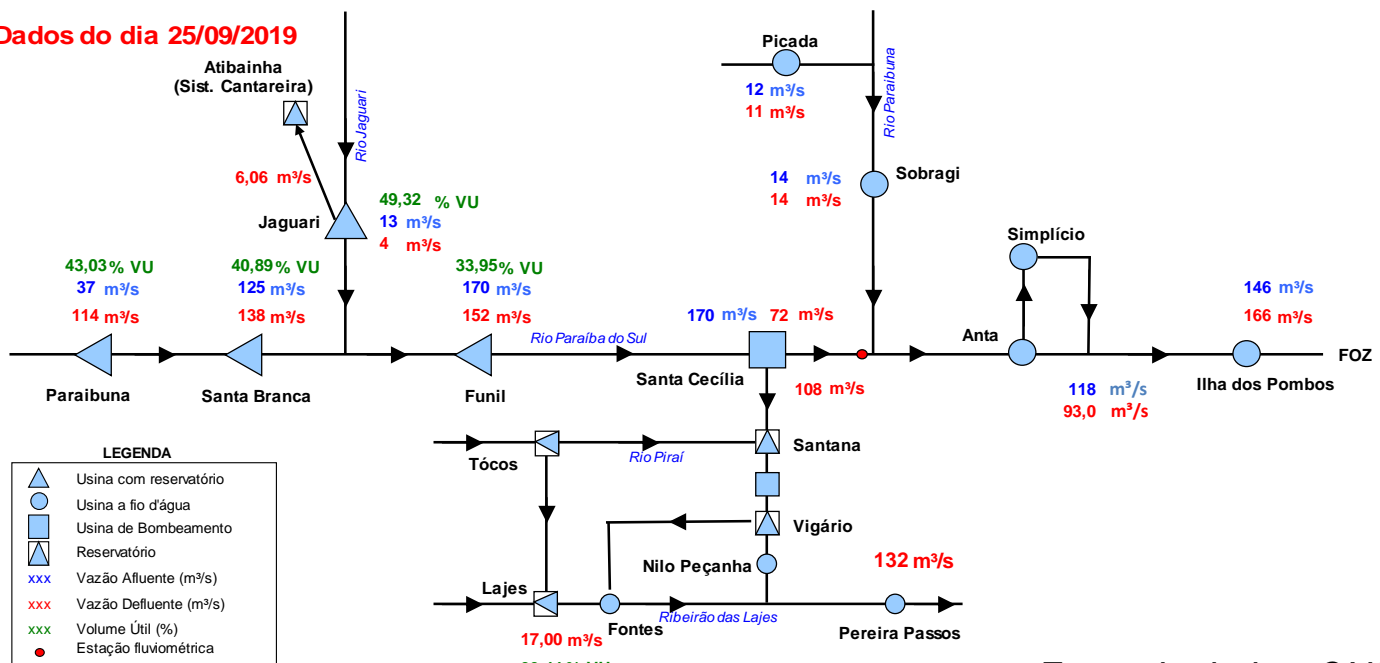 Dados do dia 25/09/2019
Atibainha
(Sist. Cantareira)
Rio Jaguari
6,06 m³/s
Jaguari
49,32 % VU
13 m³/s
4 m³/s
Picada
12 m³/s
11 m³/s
Rio Paraibuna
Sobragi
14 m³/s
14 m³/s
43,03% VU
37 m³/s
114 m³/s
Paraibuna
40,89% VU
125 m³/s
138 m³/s
Santa Branca
33,95% VU
170 m³/s
152 m³/s
Funil
Rio Paraíba do Sul
170 m³/s 72 m³/s
Santa Cecília
108 m³/s
Simplício
Anta
118 m³/s
93,0 m³/s
146 m³/s
166 m³/s
Ilha dos Pombos
FOZ
Tócos
Rio Piraí
Santana
Vigário
Nilo Peçanha
132 m³/s
Lajes
17,00 m³/s
Fontes
Ribeirão das Lajes
Pereira Passos
LEGENDA
Usina com reservatório
Usina a fio d'água
Usina de Bombeamento
Reservatório
xxx Vazão Afluente (m³/s)
xxx Vazão Defluente (m³/s)
xxx Volume Útil (%)
Estação fluviométrica